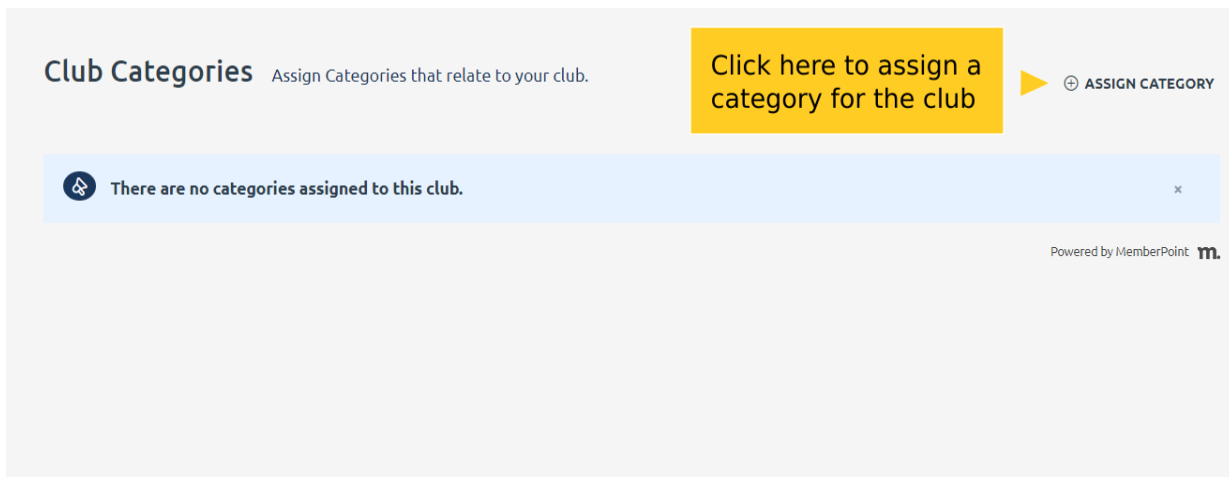 Club Categories Assign Categories that relate to your club.
Click here to assign a
category for the club
ASSIGN CATEGORY
There are no categories assigned to this club.
×
Powered by MemberPoint m.